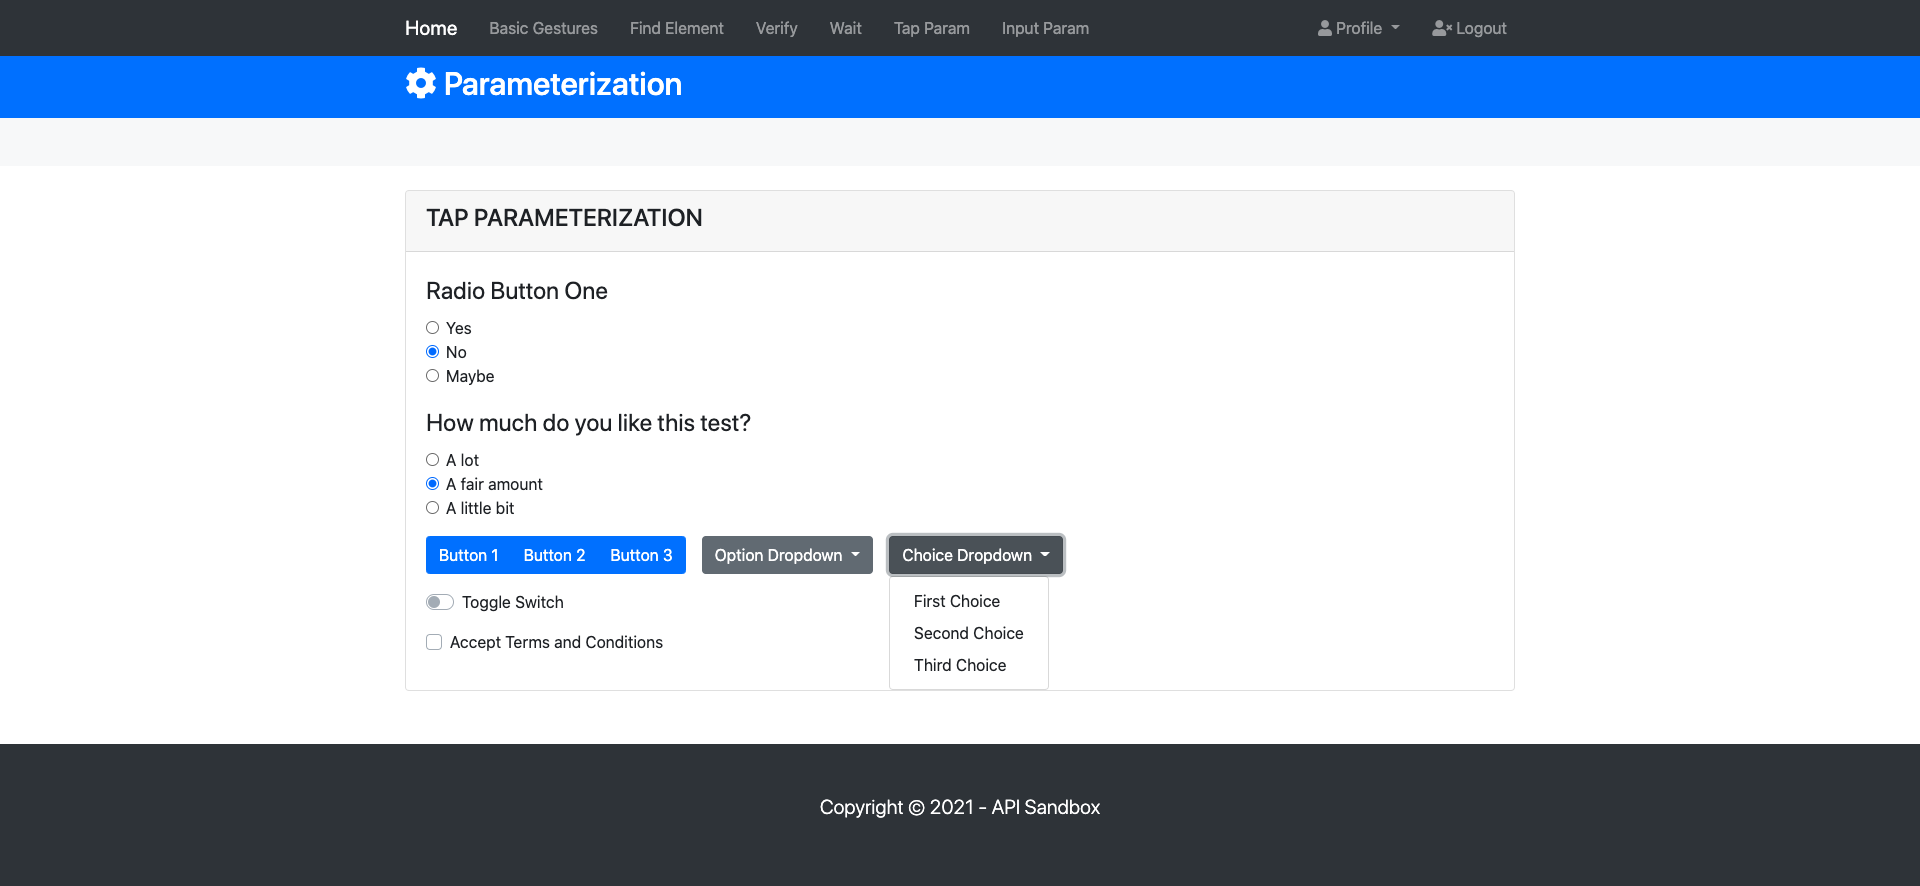 Home Basic Gestures Find Element Verify Wait Tap Param Input Param Profile Logout
Parameterization
TAP PARAMETERIZATION
Radio Button One
Yes
No
Maybe
How much do you like this test?
A lot
A fair amount
A little bit
Button 1 Button 2 Button 3 Option Dropdown Choice Dropdown
First Choice
Second Choice
Third Choice
Toggle Switch
Accept Terms and Conditions
Copyright © 2021 - API Sandbox